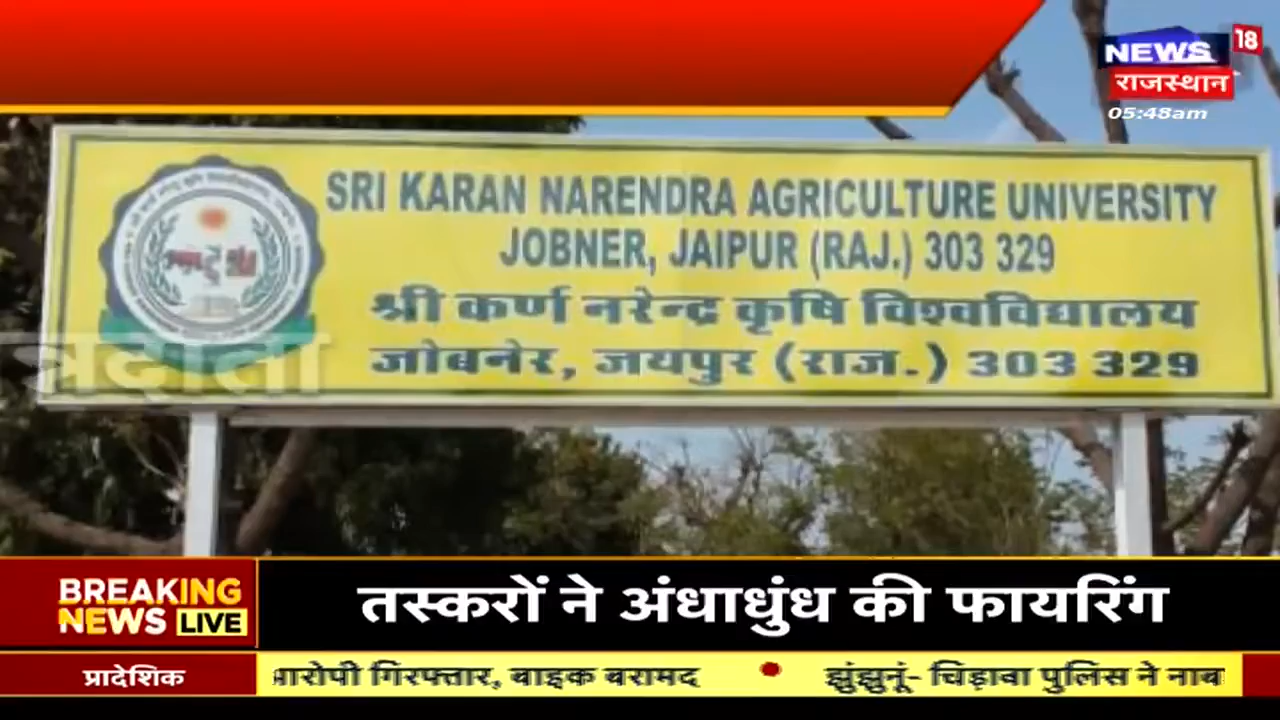 NEWS 18
राजस्थान
05:48am
SRI KARAN NARENDRA AGRICULTURE UNIVERSITY
JOBNER, JAIPUR (RAJ.) 303 329
श्री कर्ण नरेन्द्र कृषि विश्वविद्यालय
जोबनेर, जयपुर (राज.) 303 329
BREAKING
NEWS LIVE
तस्करों ने अंधाधुंध की फायरिंग
प्रादेशिक
गिरफ्तार, बाइक बरामद • झुंझुनूं- चिड़ावा पुलिस ने